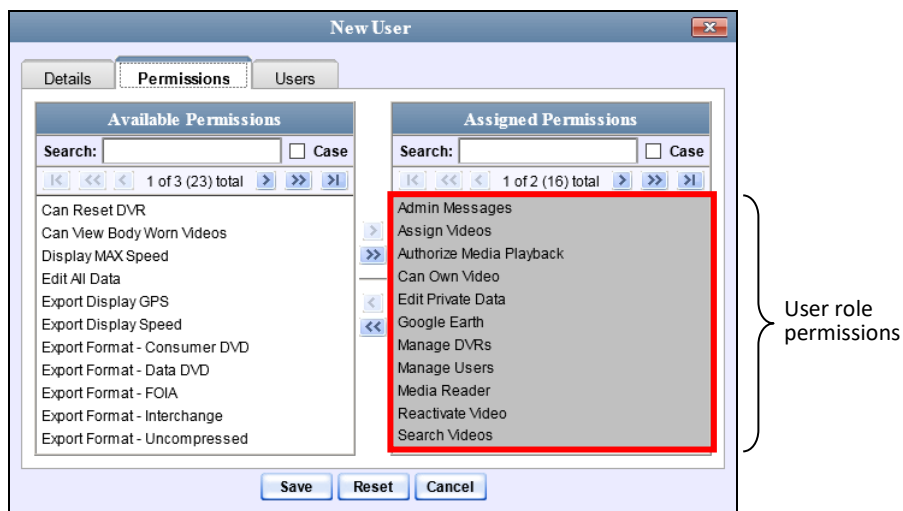 New User
Details Permissions Users
Available Permissions
Search: Case
1 of 3 (23) total
Can Reset DVR
Can View Body Worn Videos
Display MAX Speed
Edit All Data
Export Display GPS
Export Display Speed
Export Format - Consumer DVD
Export Format - Data DVD
Export Format - FOIA
Export Format - Interchange
Export Format - Uncompressed
Assigned Permissions
Search: Case
1 of 2 (16) total
Admin Messages
Assign Videos
Authorize Media Playback
Can Own Video
Edit Private Data
Google Earth
Manage DVRs
Manage Users
Media Reader
Reactivate Video
Search Videos
User role
permissions
Save Reset Cancel